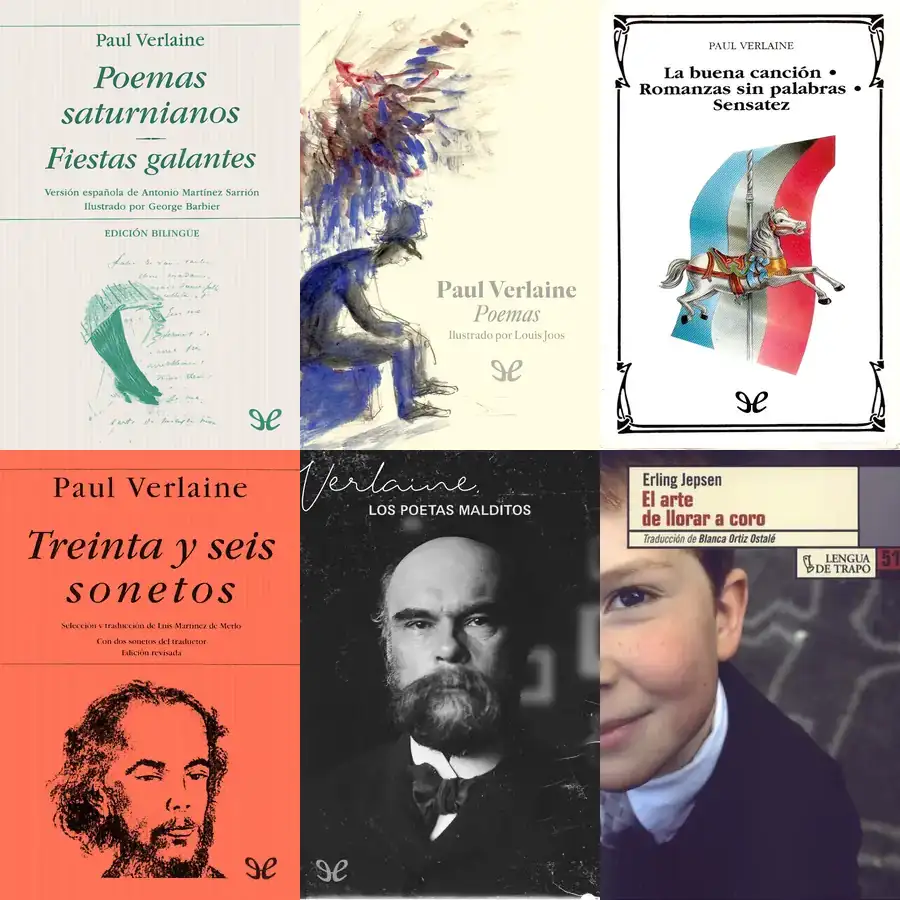 Paul Verlaine
Poemas
saturnianos
Fiestas galantes
Versión española de Antonio Martínez Sarrión
Ilustrado por George Barbier
EDICIÓN BILINGÜE
Paul Verlaine
Poemas
Ilustrado por Louis Joos
PAUL VERLAINE
La buena canción •
Romanzas sin palabras •
Sensatez
Paul Verlaine
Treinta y seis
sonetos
Selección y traducción de Luis Martínez de Merlo
Con dos sonetos del traductor
Edición revisada
Verlaine
LOS POETAS MALDITOS
Erling Jepsen
El arte
de llorar a coro
Traducción de Blanca Ortiz Ostalé
LENGUA
DE TRAPO
51